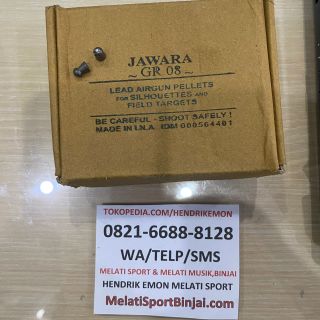 JAWARA
~ GR 08 ~
LEAD AIRGUN PELLETS
FOR SILHOUETTES AND
FIELD TARGETS
BE CAREFUL - SHOOT SAFELY !
MADE IN I.N.A IDM 000564401
TOKOPEDIA.COM/HENDRIKEMON
0821-6688-8128
WA/TELP/SMS
MELATI SPORT & MELATI MUSIK,BINJAI
HENDRIK EMON MELATI SPORT
MelatiSportBinjai.com